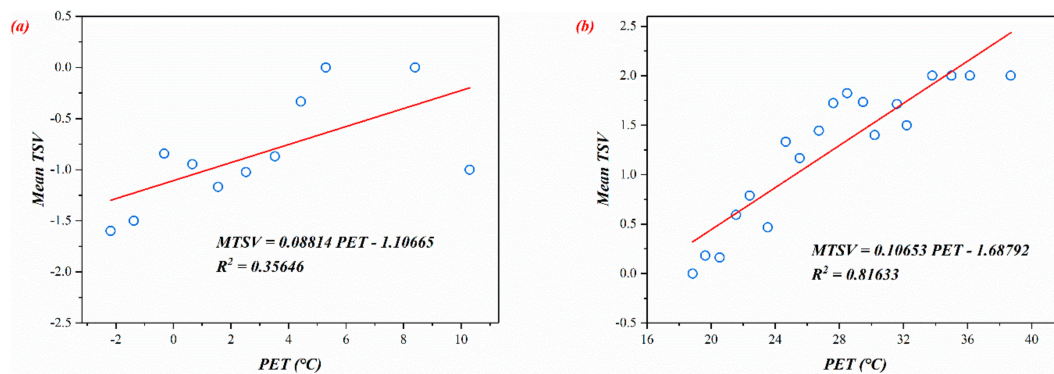 (a)
0.5
0.0
-0.5
-1.0
-1.5
-2.0
-2.5
Mean TSV
MTSV = 0.08814 PET - 1.10665
R² = 0.35646
-2 0 2 4 6 8 10
PET (°C)
(b)
2.5
2.0
1.5
1.0
0.5
0.0
-0.5
Mean TSV
MTSV = 0.10653 PET - 1.68792
R² = 0.81633
16 20 24 28 32 36 40
PET (°C)